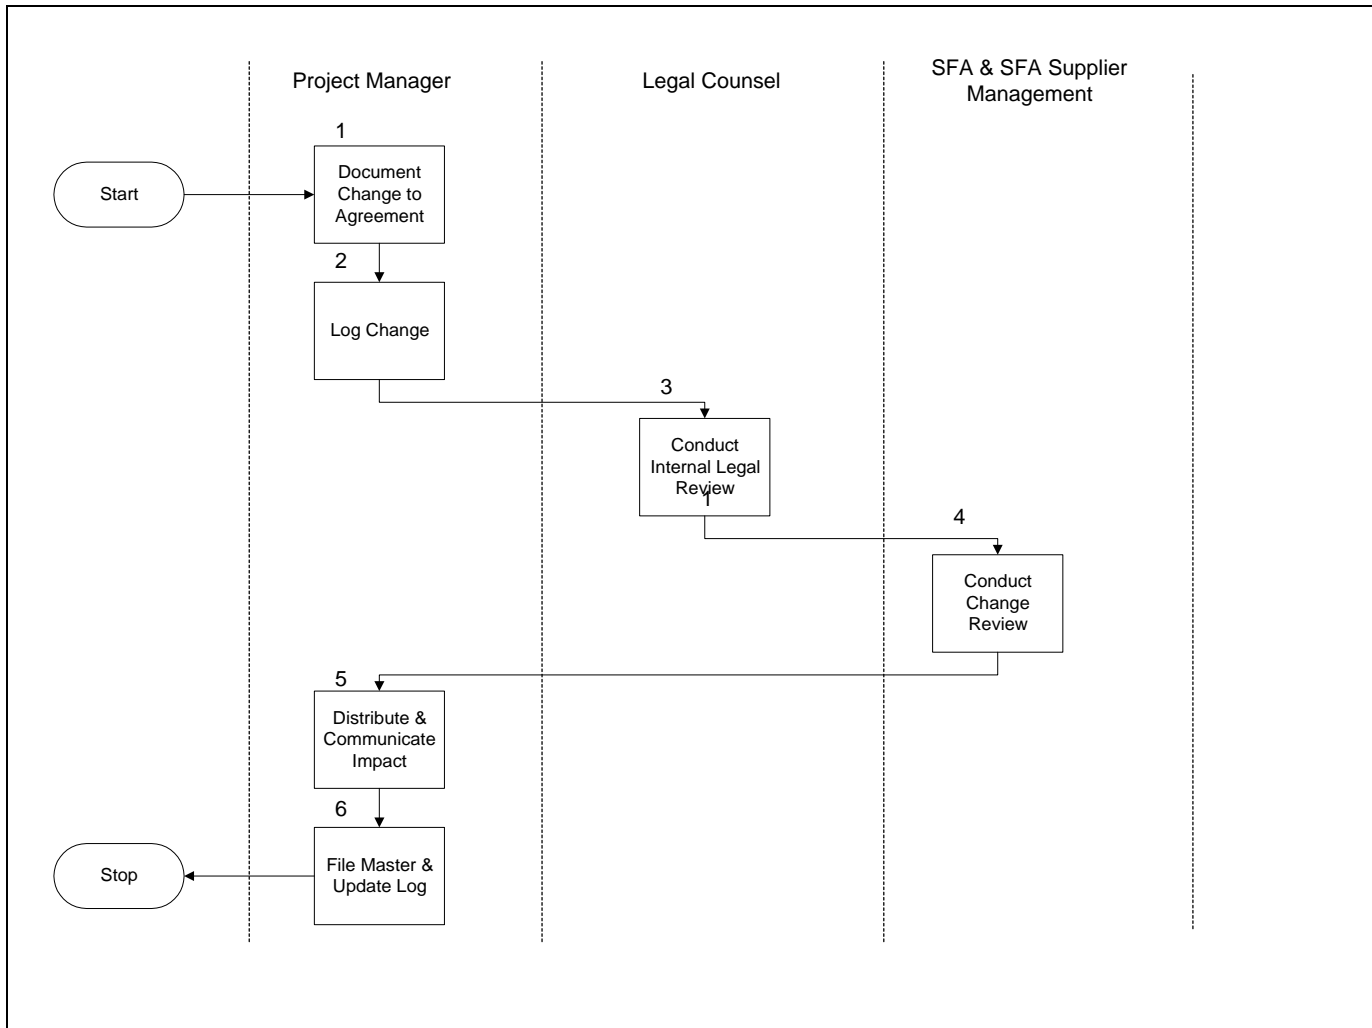 Project Manager
Legal Counsel
SFA & SFA Supplier
Management
1
Start
Document
Change to
Agreement
2
Log Change
3
Conduct
Internal Legal
Review
1
4
Conduct
Change
Review
5
Distribute &
Communicate
Impact
6
Stop
File Master &
Update Log